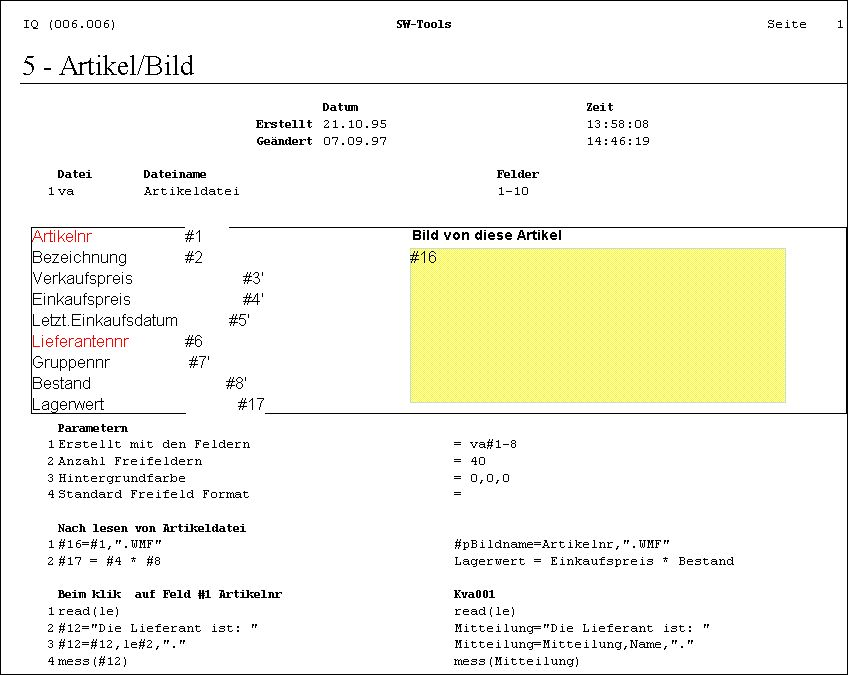 IQ (006.006) SW-Tools Seite 1
5 - Artikel/Bild
Datum Zeit
Erstellt 21.10.95 13:58:08
Geändert 07.09.97 14:46:19
Datei Dateiname Felder
1 va Artikeldatei 1-10
Artikelnr #1 Bild von diese Artikel
Bezeichnung #2 #16
Verkaufspreis #3'
Einkaufspreis #4'
Letzt.Einkaufsdatum #5'
Lieferantennr #6
Gruppennr #7'
Bestand #8'
Lagerwert #17
Parametern
1 Erstellt mit den Feldern = va#1-8
2 Anzahl Freifeldern = 40
3 Hintergrundfarbe = 0,0,0
4 Standard Freifeld Format =
Nach lesen von Artikeldatei
1 #16=#1,".WMF" #pBildname=Artikelnr,".WMF"
2 #17 = #4 * #8 Lagerwert = Einkaufspreis * Bestand
Beim klik auf Feld #1 Artikelnr Kva001
1 read(le) read(le)
2 #12="Die Lieferant ist: " Mitteilung="Die Lieferant ist: "
3 #12=#12,le#2,"." Mitteilung=Mitteilung,Name,"."
4 mess(#12) mess(Mitteilung)